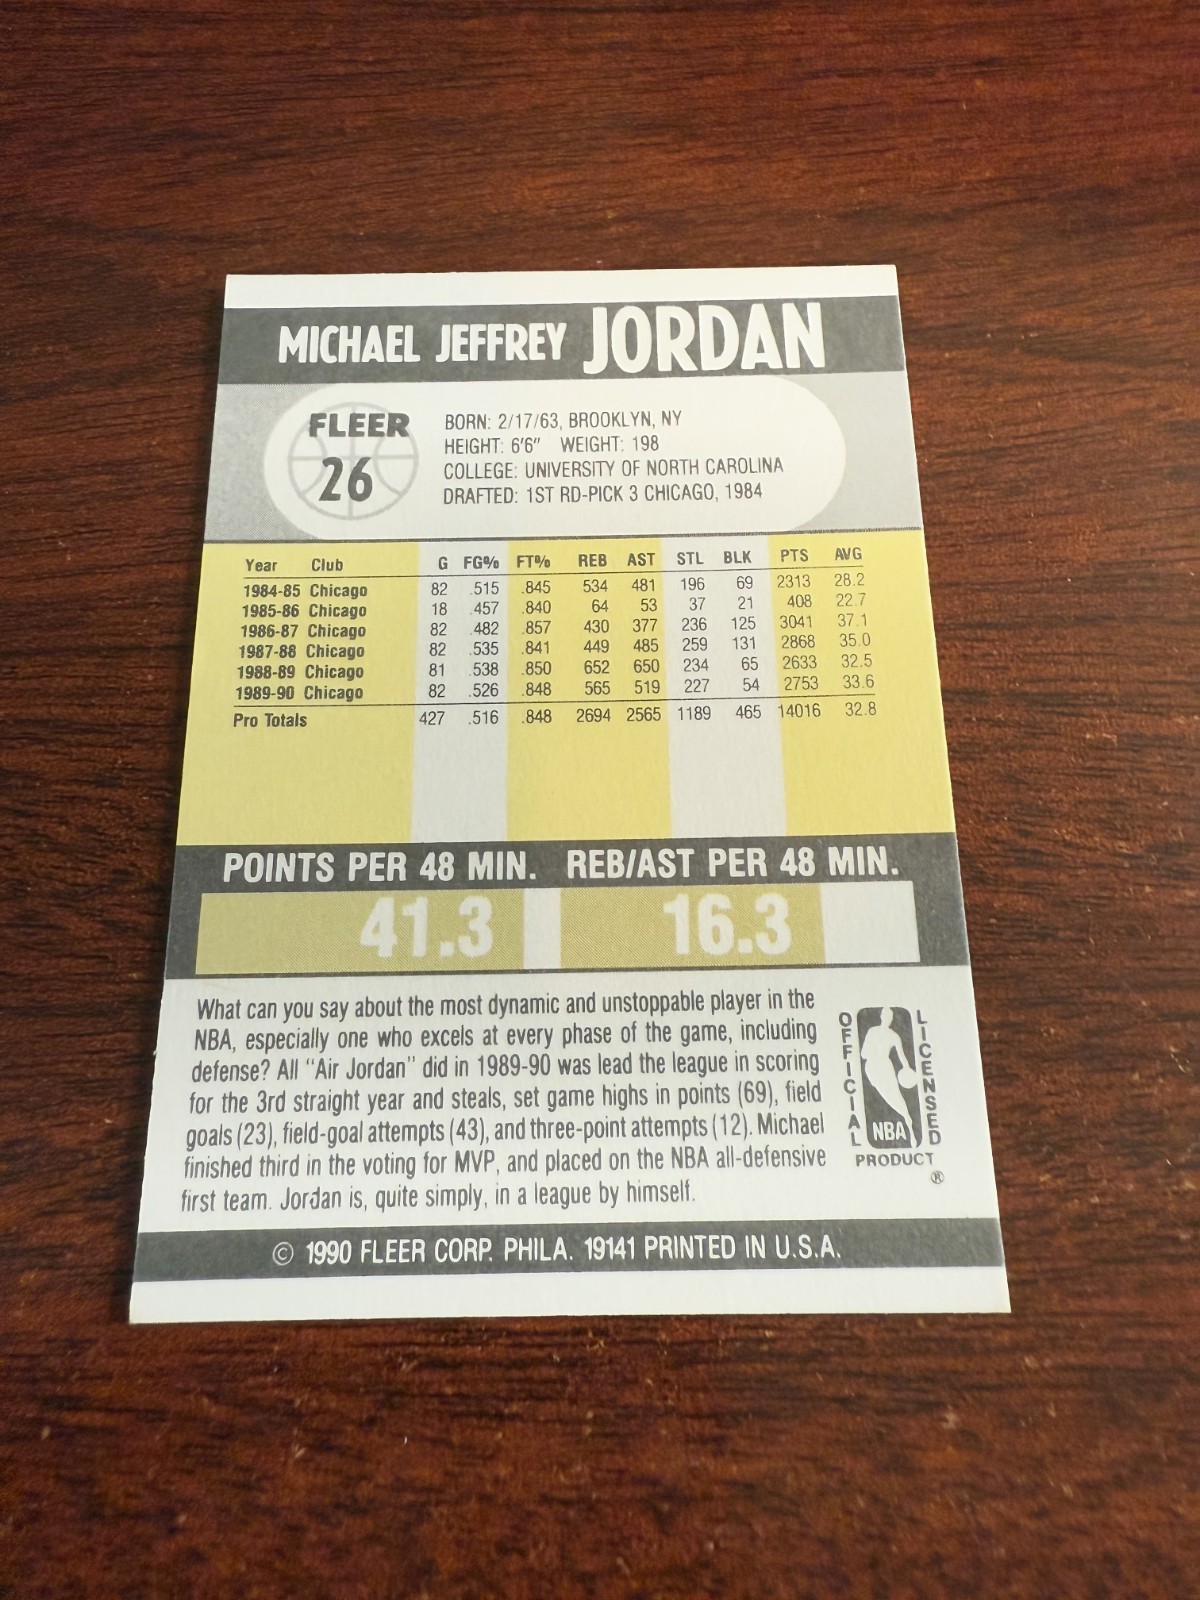 MICHAEL JEFFREY JORDAN
FLEER
26
BORN: 2/17/63, BROOKLYN, NY
HEIGHT: 6'6" WEIGHT: 198
COLLEGE: UNIVERSITY OF NORTH CAROLINA
DRAFTED: 1ST RD-PICK 3 CHICAGO, 1984
Year Club G FG% FT% REB AST STL BLK PTS AVG
1984-85 Chicago 82 .515 .845 534 481 196 69 2313 28.2
1985-86 Chicago 18 .457 .840 64 53 37 21 408 22.7
1986-87 Chicago 82 .482 .857 430 377 236 125 3041 37.1
1987-88 Chicago 82 .535 .841 449 485 259 131 2868 35.0
1988-89 Chicago 81 .538 .850 652 650 234 65 2633 32.5
1989-90 Chicago 82 .526 .848 565 519 227 54 2753 33.6
Pro Totals 427 .516 .848 2694 2565 1189 465 14016 32.8
POINTS PER 48 MIN. REB/AST PER 48 MIN.
41.3 16.3
What can you say about the most dynamic and unstoppable player in the
NBA, especially one who excels at every phase of the game, including
defense? All "Air Jordan" did in 1989-90 was lead the league in scoring
for the 3rd straight year and steals, set game highs in points (69), field
goals (23), field-goal attempts (43), and three-point attempts (12). Michael
finished third in the voting for MVP, and placed on the NBA all-defensive
first team. Jordan is, quite simply, in a league by himself.
OFFICIAL
NBA
LICENSED
PRODUCT
®
© 1990 FLEER CORP. PHILA. 19141 PRINTED IN U.S.A.